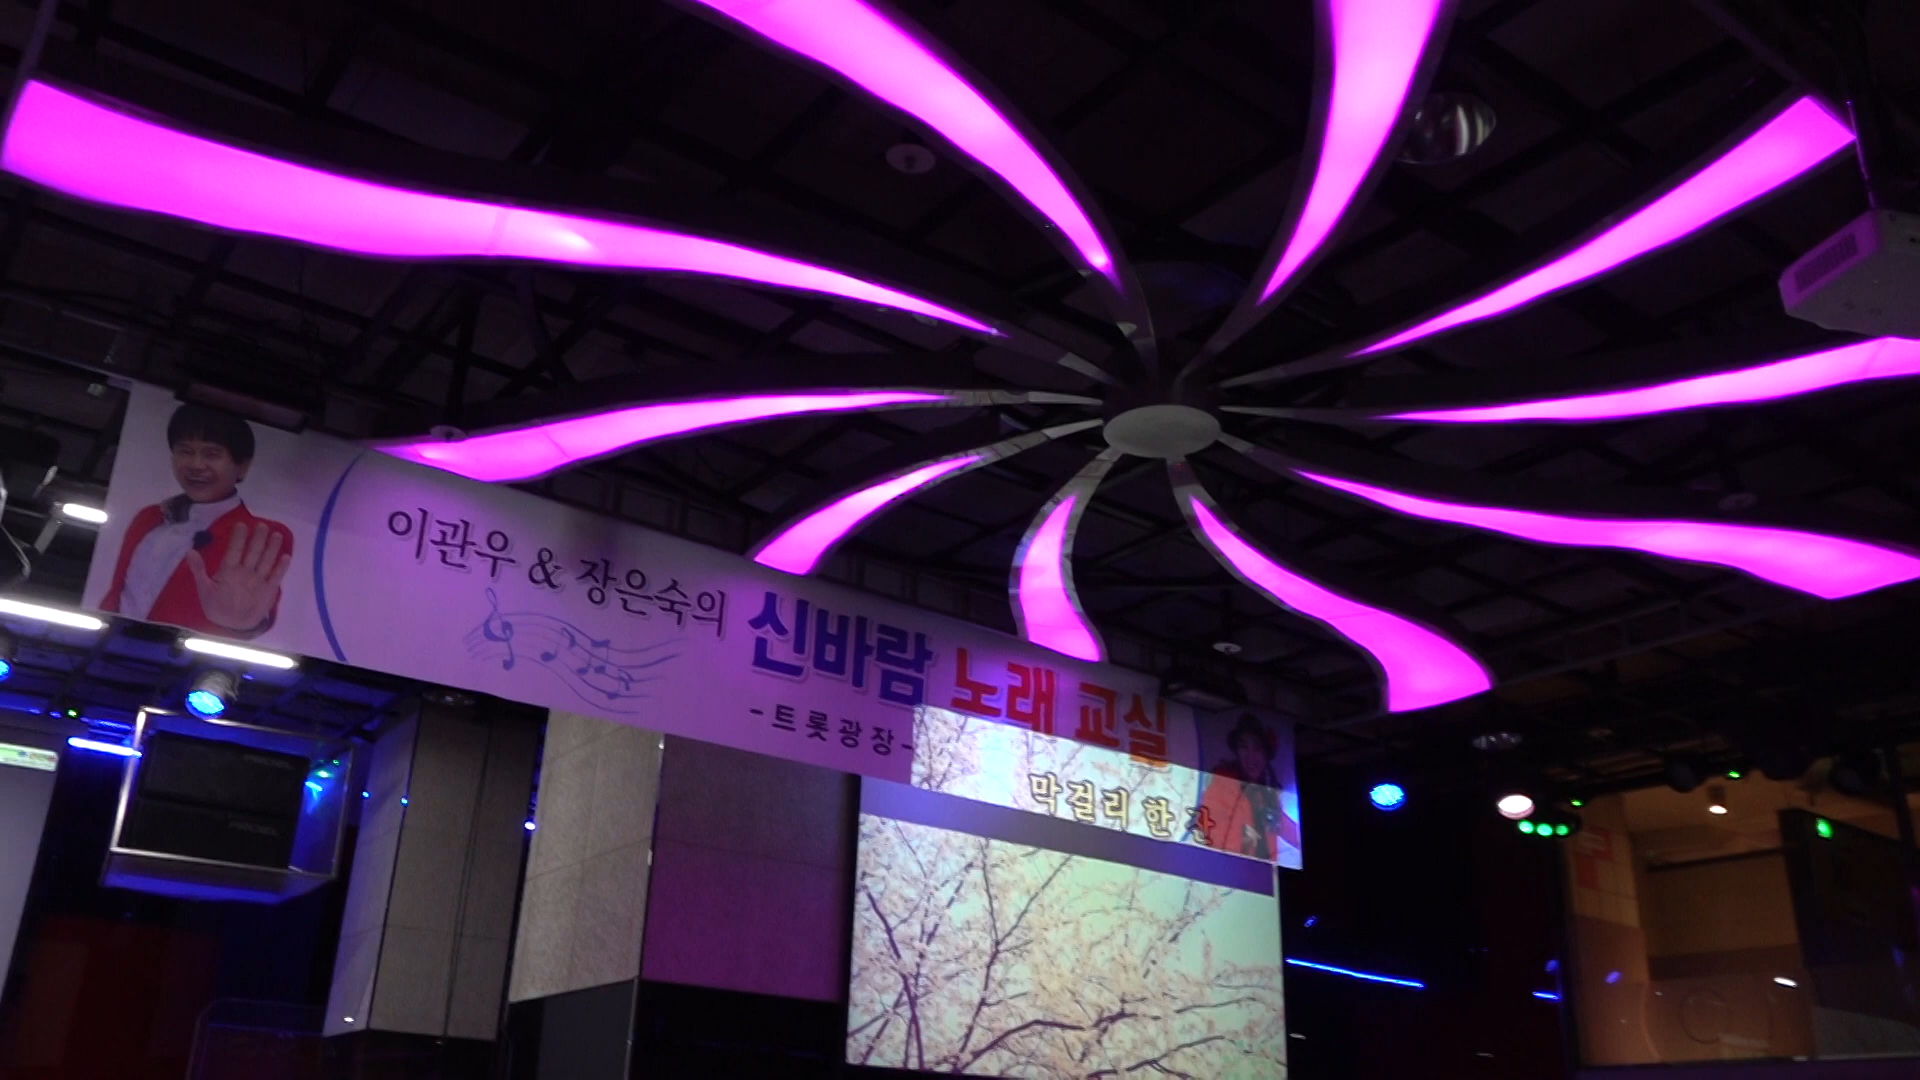 이관우 & 장은숙의 신바람 노래 교실
-트롯광장-
막걸리 한 잔